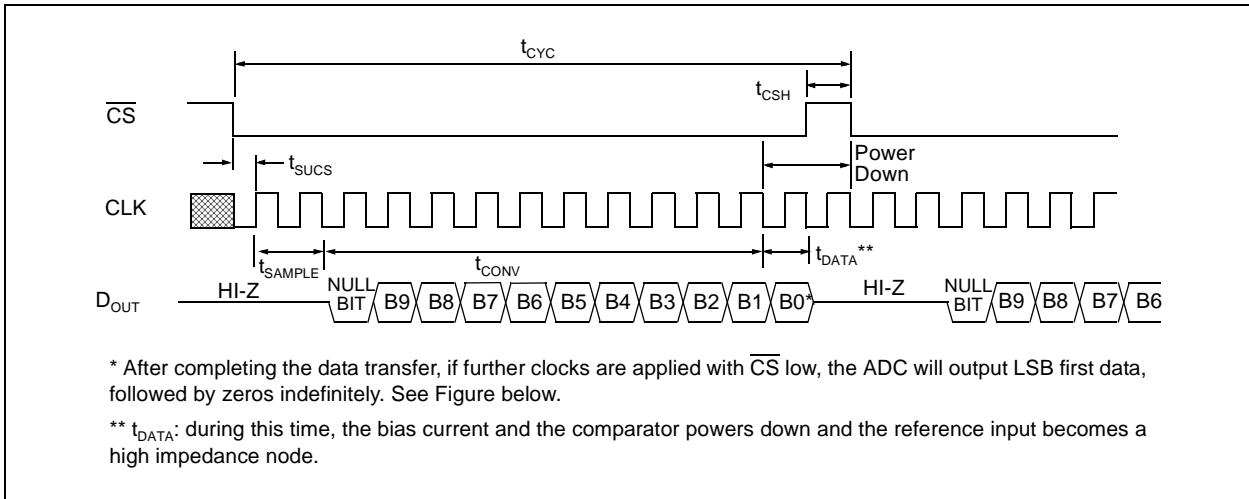 tCYC
tCSH
CS
tSUCS
Power
Down
CLK
tSAMPLE
tCONV
tDATA**
DOUT
HI-Z
NULL
BIT
B9
B8
B7
B6
B5
B4
B3
B2
B1
B0*
HI-Z
NULL
BIT
B9
B8
B7
B6
* After completing the data transfer, if further clocks are applied with CS low, the ADC will output LSB first data,
followed by zeros indefinitely. See Figure below.
** tDATA: during this time, the bias current and the comparator powers down and the reference input becomes a
high impedance node.